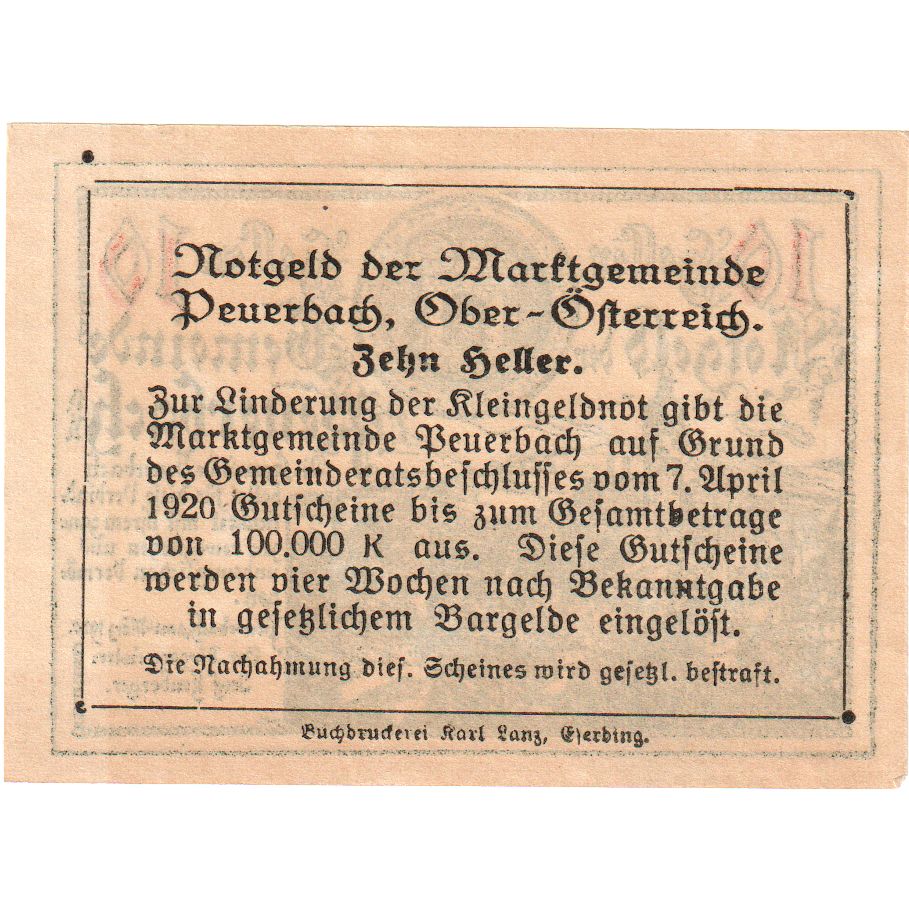 Notgeld der Marktgemeinde
Peuerbach, Ober-Österreich.
Zehn Heller.
Zur Linderung der Kleingeldnot gibt die
Marktgemeinde Peuerbach auf Grund
des Gemeinderatsbeschlusses vom 7. April
1920 Gutscheine bis zum Gesamtbetrage
von 100.000 K aus. Diese Gutscheine
werden vier Wochen nach Bekanntgabe
in gesetzlichem Bargelde eingelöst.
Die Nachahmung dies. Scheines wird gesetzl. bestraft.
Buchdruckerei Karl Lanz, Eferding.